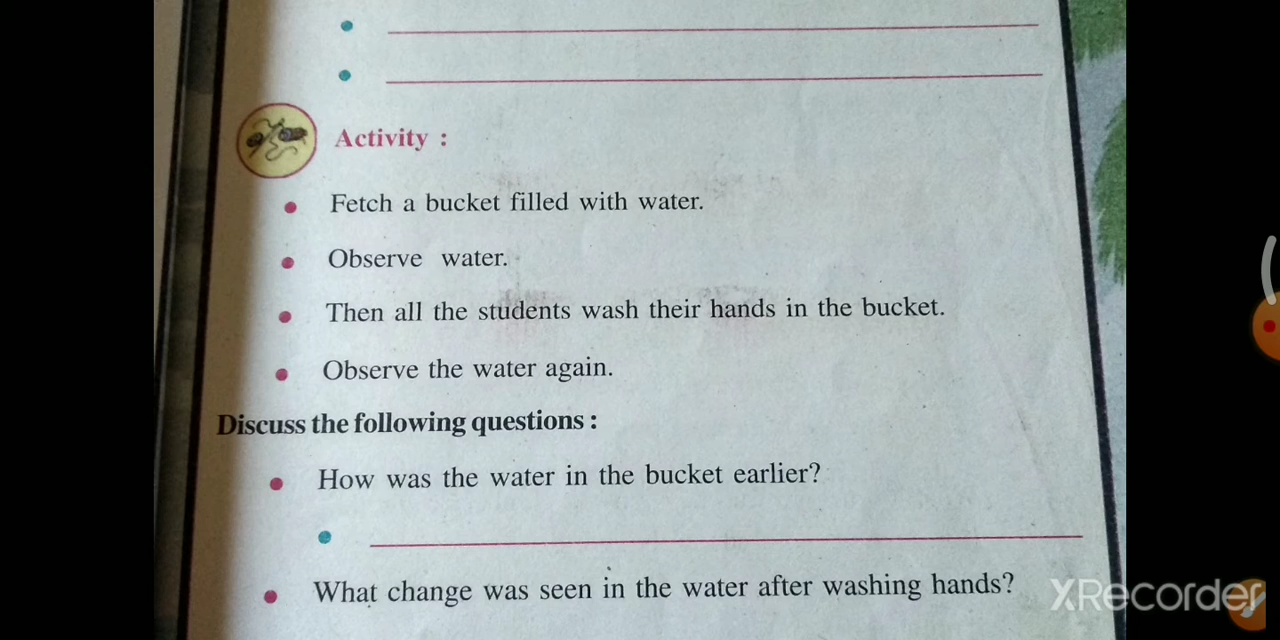 Activity :
Fetch a bucket filled with water.
Observe water.
Then all the students wash their hands in the bucket.
Observe the water again.
Discuss the following questions :
How was the water in the bucket earlier?
What change was seen in the water after washing hands?
XRecorder